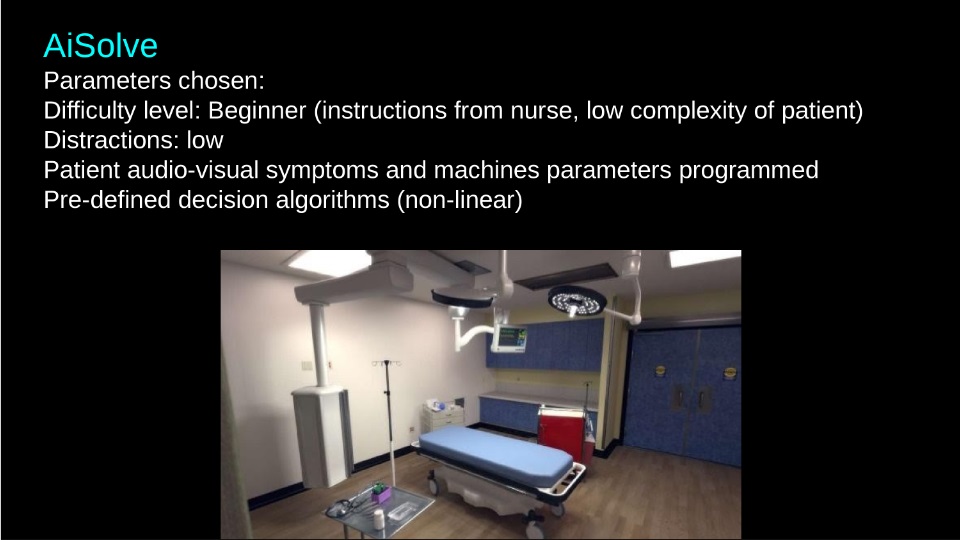 AiSolve
Parameters chosen:
Difficulty level: Beginner (instructions from nurse, low complexity of patient)
Distractions: low
Patient audio-visual symptoms and machines parameters programmed
Pre-defined decision algorithms (non-linear)